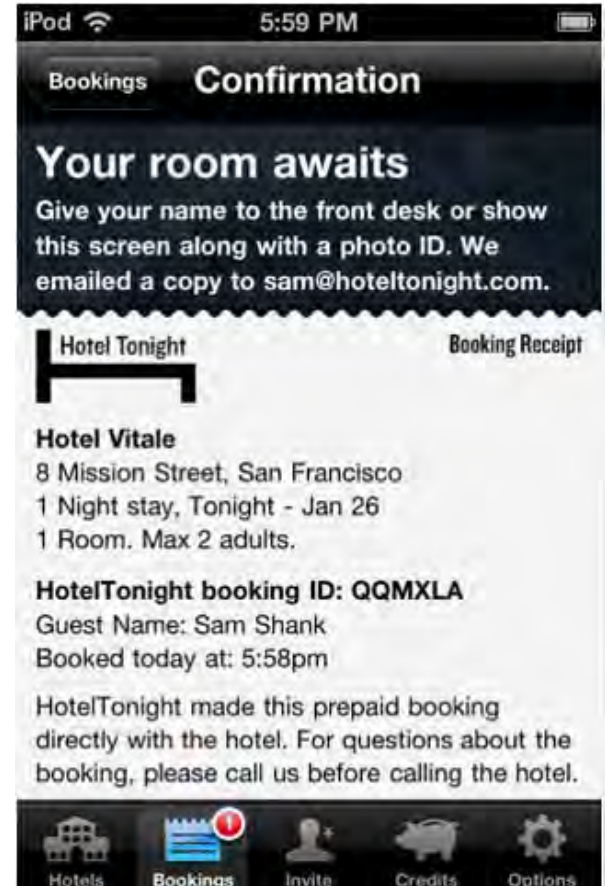 iPod 5:59 PM
Bookings Confirmation
Your room awaits
Give your name to the front desk or show
this screen along with a photo ID. We
emailed a copy to sam@hoteltonight.com.
Hotel Tonight Booking Receipt
Hotel Vitale
8 Mission Street, San Francisco
1 Night stay, Tonight - Jan 26
1 Room. Max 2 adults.
HotelTonight booking ID: QQMXLA
Guest Name: Sam Shank
Booked today at: 5:58pm
HotelTonight made this prepaid booking
directly with the hotel. For questions about the
booking, please call us before calling the hotel.
1
Hotels Bookings Invite Credits Options